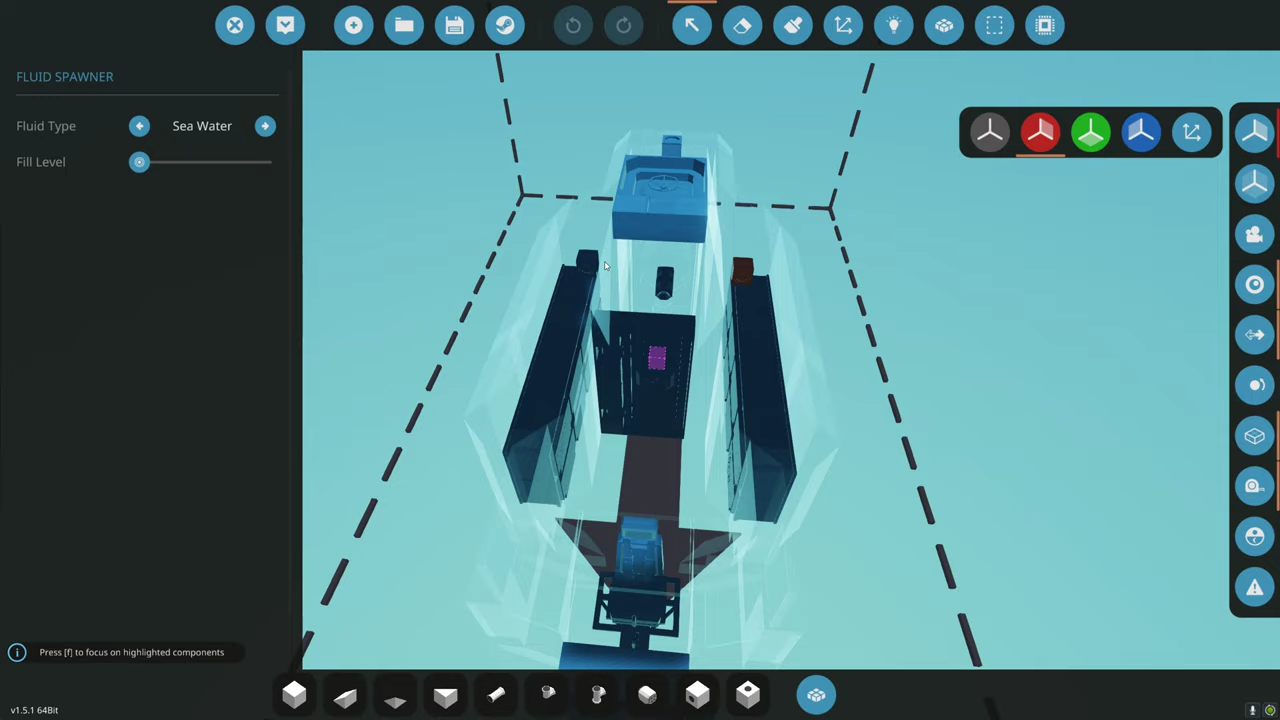 FLUID SPAWNER
Fluid Type
Sea Water
Fill Level
Press [f] to focus on highlighted components
v1.5.1 64Bit